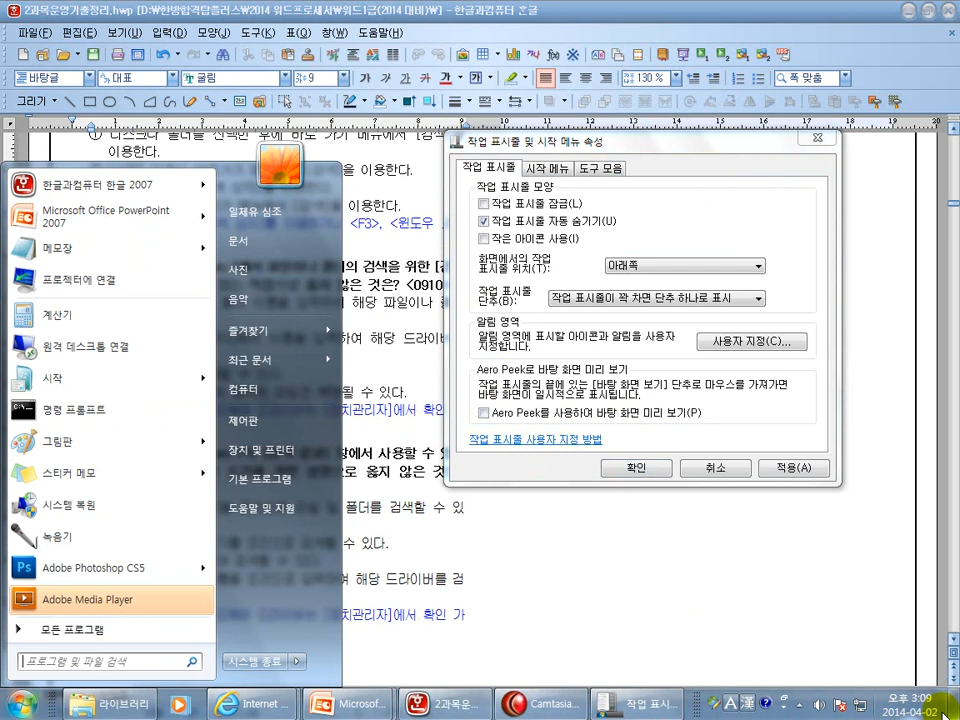 2과목운영기출정리.hwp [D:\한방합격탑플러스\2014 워드프로세서\워드1급(2014 대비)\] - 한글과컴퓨터 한글
파일(F) 편집(E) 보기(U) 입력(D) 모양(J) 도구(K) 표(Q) 창(W) 도움말(H)
바탕글 대표 굴림 9 가 가 가 가 가 가 130 % 폭 맞춤
그리기
이용한다.
을 이용한다.
이용한다.
<F3>, <윈도우
의 검색을 위한 [
않은 것은? <0910
해당 파일이나
하여 해당 드라이버
될 수 있다.
치관리자]에서 확인
창에서 사용할 수 있
으로 옳지 않은 것
및 폴더를 검색할 수 있
수 있다.
여 해당 드라이버를 검
치관리자]에서 확인 가
한글과컴퓨터 한글 2007
Microsoft Office PowerPoint 2007
메모장
프로젝터에 연결
계산기
원격 데스크톱 연결
시작
명령 프롬프트
그림판
스티커 메모
시스템 복원
녹음기
Adobe Photoshop CS5
Adobe Media Player
모든 프로그램
프로그램 및 파일 검색
일제유 심조
문서
사진
음악
즐겨찾기
최근 문서
컴퓨터
제어판
장치 및 프린터
기본 프로그램
도움말 및 지원
시스템 종료
작업 표시줄 및 시작 메뉴 속성
작업 표시줄 시작 메뉴 도구 모음
작업 표시줄 모양
작업 표시줄 잠금(L)
작업 표시줄 자동 숨기기(U)
작은 아이콘 사용(I)
화면에서의 작업
표시줄 위치(T): 아래쪽
작업 표시줄
단추(B): 작업 표시줄이 꽉 차면 단추 하나로 표시
알림 영역
알림 영역에 표시할 아이콘과 알림을 사용자
지정합니다. 사용자 지정(C)...
Aero Peek로 바탕 화면 미리 보기
작업 표시줄의 끝에 있는 [바탕 화면 보기] 단추로 마우스를 가져가면
바탕 화면이 일시적으로 표시됩니다.
Aero Peek를 사용하여 바탕 화면 미리 보기(P)
작업 표시줄 사용자 지정 방법
확인 취소 적용(A)
라이브러리 Internet ... Microsof... 2과목... Camtasia... 작업 표시... A 漢 오후 3:09
2014-04-02